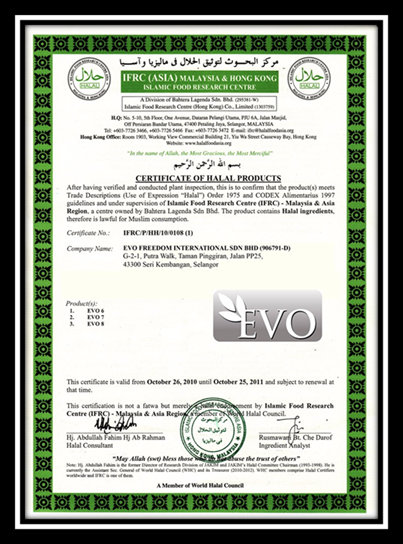 مركز البحوث لتوثيق الحلال في ماليزيا وآسيا
IFRC (ASIA) MALAYSIA & HONG KONG
ISLAMIC FOOD RESEARCH CENTRE
حلال
HALAL
حلال
HALAL
A Division of Bahtera Lagenda Sdn. Bhd. (295381-W)
Islamic Food Research Centre (Hong Kong) Co., Limited (1303759)
H.Q: No. 5-10, 5th Floor, One Avenue, Dataran Pelangi Utama, PJU 6A, Jalan Masjid,
Off Persiaran Bandar Utama, 47400 Petaling Jaya, Selangor, MALAYSIA
Tel: +603-7726 3466, Fax: +603-7726 3472 E-mail: ifrc@halalfoodasia.org
Hong Kong Office: Room 1903, Working View Commercial Building 21, Yiu Wa Street Causeway Bay, Hong Kong
Website: www.halalfoodasia.org
"In the name of Allah, the Most Gracious, the Most Merciful"
بسم الله الرحمن الرحيم
CERTIFICATE OF HALAL PRODUCTS
After having verified and conducted plant inspection, this is to confirm that the product(s) meets
Trade Descriptions (Use of Expression "Halal") Order 1975 and CODEX Alimentarius 1997
guidelines and under supervision of Islamic Food Research Centre (IFRC) - Malaysia & Asia
Region, a centre owned by Bahtera Lagenda Sdn Bhd. The product contains Halal ingredients,
therefore is lawful for Muslim consumption.
Certificate No.: IFRC/P/HH/10/0108 (1)
Company Name: EVO FREEDOM INTERNATIONAL SDN BHD (906791-D)
G-2-1, Putra Walk, Taman Pinggiran, Jalan PP25,
43300 Seri Kembangan, Selangor
Product(s):
1. EVO 6
2. EVO 7
3. EVO 8
EVO
This certificate is valid from October 26, 2010 until October 25, 2011 and subject to renewal at
that time.
This certification is not a fatwa but merely a halal endorsement by Islamic Food Research
Centre (IFRC) - Malaysia & Asia Region, a member of World Halal Council.
Hj. Abdullah Fahim Hj Ab Rahman
Halal Consultant
Rusmawani Bt. Che Darof
Ingredient Analyst
"May Allah (swt) bless those who do not abuse the trust of others"
Note: Hj. Abdullah Fahim is the former Director of Research Division of JAKIM and JAKIM's Halal Committee Chairman (1995-1998). He is
currently the Assistant Sec. General of World Halal Council (WHC) and its Treasurer (2010-2012). WHC members comprise Halal Certifiers
worldwide and IFRC is one of them.
A Member of World Halal Council